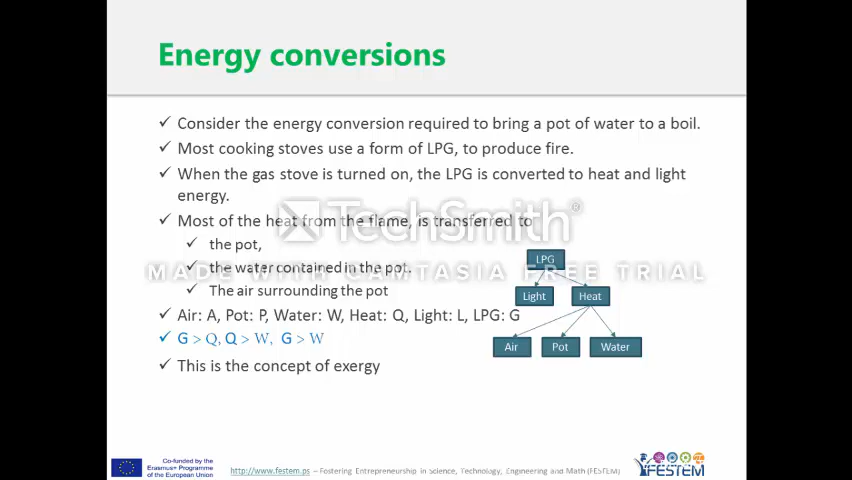 Energy conversions
✓ Consider the energy conversion required to bring a pot of water to a boil.
✓ Most cooking stoves use a form of LPG, to produce fire.
✓ When the gas stove is turned on, the LPG is converted to heat and light
energy.
✓ Most of the heat from the flame, is transferred to
✓ the pot,
✓ the water contained in the pot.
✓ The air surrounding the pot
✓ Air: A, Pot: P, Water: W, Heat: Q, Light: L, LPG: G
✓ G > Q, Q > W, G > W
✓ This is the concept of exergy
LPG
Light Heat
Air Pot Water
TechSmith®
MADE WITH CAMTASIA FREE TRIAL
Co-funded by the
Erasmus+ Programme
of the European Union
http://www.festem.ps – Fostering Entrepreneurship in Science, Technology, Engineering and Math (FESTEM)
FESTEM